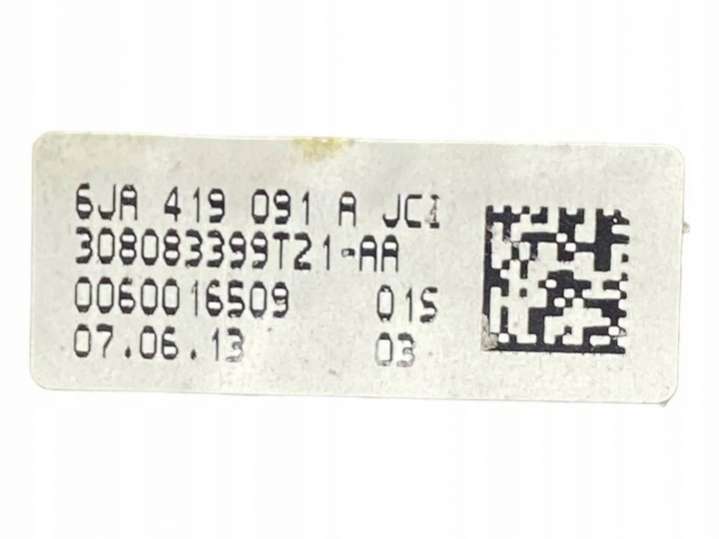 6JA 419 091 A JCI
308083399T21-AA
0060016509 01S
07.06.13 03